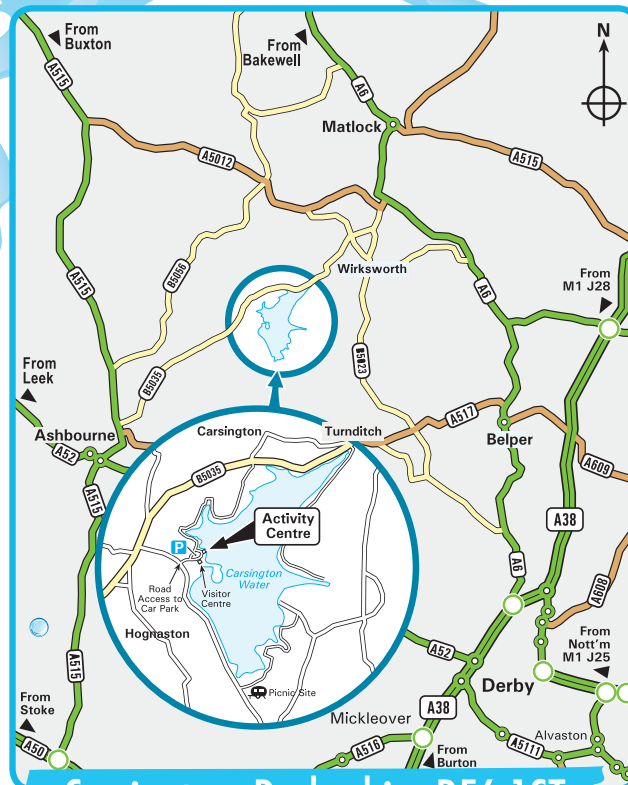 From
Buxton
From
Bakewell
N
A515
A6
Matlock
A5012
A515
B5056
Wirksworth
From
M1 J28
A515
A6
B5035
B5023
From
Leek
A517
Carsington
Turnditch
Ashbourne
Belper
A52
B5035
A609
A515
Activity
Centre
A38
P
Carsington
Water
A6
Road
Access to
Car Park
Visitor
Centre
A608
Hognaston
From
Nott'm
M1 J25
A52
A515
Derby
Picnic Site
From
Stoke
A38
Mickleover
Alvaston
A50
A516
A5111
From
Burton